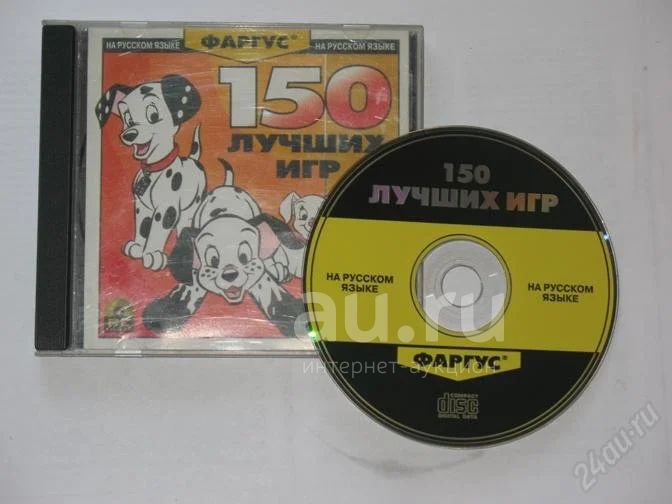 НА РУССКОМ ЯЗЫКЕ
ФАРГУС®
НА РУССКОМ ЯЗЫКЕ
150
ЛУЧШИХ
ИГР
150
ЛУЧШИХ ИГР
НА РУССКОМ
ЯЗЫКЕ
НА РУССКОМ
ЯЗЫКЕ
ФАРГУС®
COMPACT
disc
DIGITAL DATA
au.ru
интернет-аукцион
24au.ru